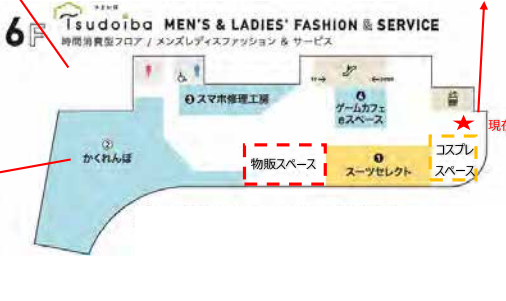 つどいば
6F Tsudoiba MEN'S & LADIES' FASHION & SERVICE
時間消費型フロア / メンズレディスファッション & サービス
❸スマホ修理工房
❹
ゲームカフェ
eスペース
現在
②
かくれんぼ
物販スペース
❶
スーツセレクト
コスプレ
スペース